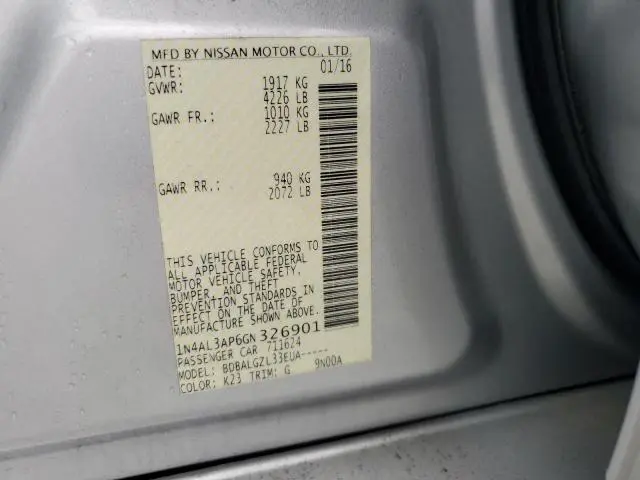 MFD BY NISSAN MOTOR CO., LTD.
DATE: 01/16
GVWR: 1917 KG
4226 LB
GAWR FR.: 1010 KG
2227 LB
GAWR RR.: 940 KG
2072 LB
THIS VEHICLE CONFORMS TO
ALL APPLICABLE FEDERAL
MOTOR VEHICLE SAFETY,
BUMPER, AND THEFT
PREVENTION STANDARDS IN
EFFECT ON THE DATE OF
MANUFACTURE SHOWN ABOVE.
1N4AL3AP6GN326901
PASSENGER CAR 711624
MODEL: BDBALGZL33EUA-----
COLOR: K23 TRIM: G 9N00A